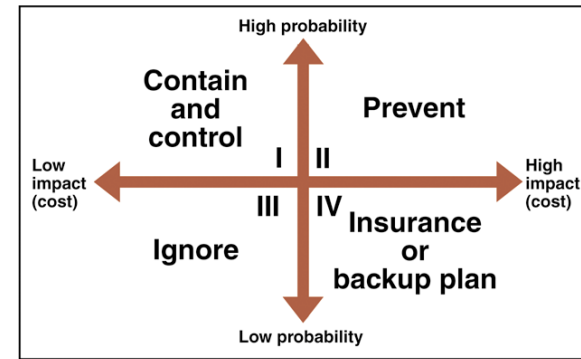 High probability
Contain
and
control
Prevent
I
II
Low
impact
(cost)
High
impact
(cost)
III
IV
Ignore
Insurance
or
backup plan
Low probability